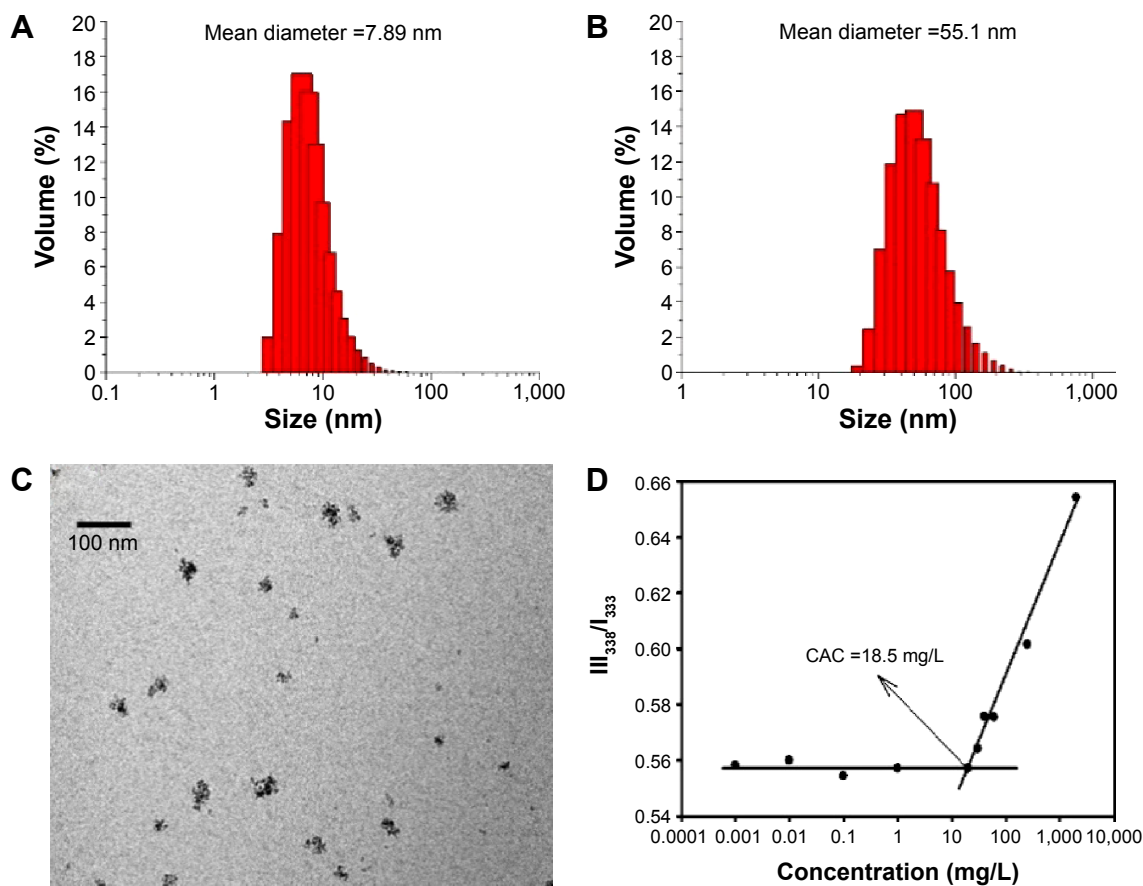 A
Mean diameter =7.89 nm
20
18
16
14
12
10
8
6
4
2
0
Volume (%)
0.1 1 10 100 1,000
Size (nm)
B
Mean diameter =55.1 nm
20
18
16
14
12
10
8
6
4
2
0
Volume (%)
1 10 100 1,000
Size (nm)
C
100 nm
D
0.66
0.64
0.62
0.60
0.58
0.56
0.54
III338/I333
CAC =18.5 mg/L
0.0001 0.001 0.01 0.1 1 10 100 1,000 10,000
Concentration (mg/L)